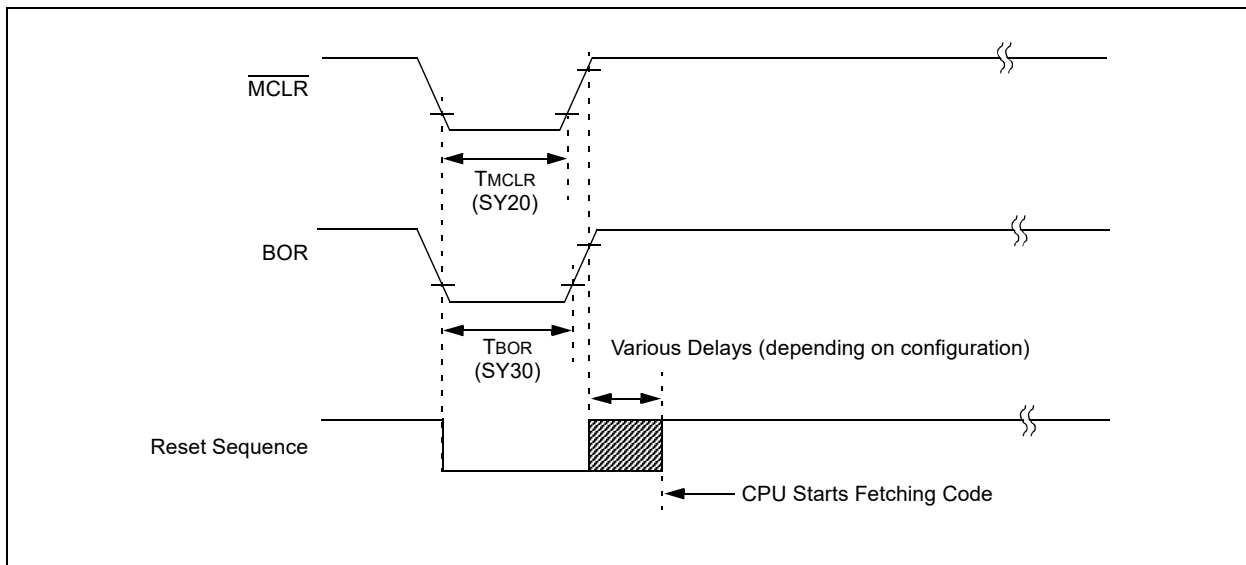 MCLR
TMCLR
(SY20)
BOR
TBOR
(SY30)
Various Delays (depending on configuration)
Reset Sequence
CPU Starts Fetching Code